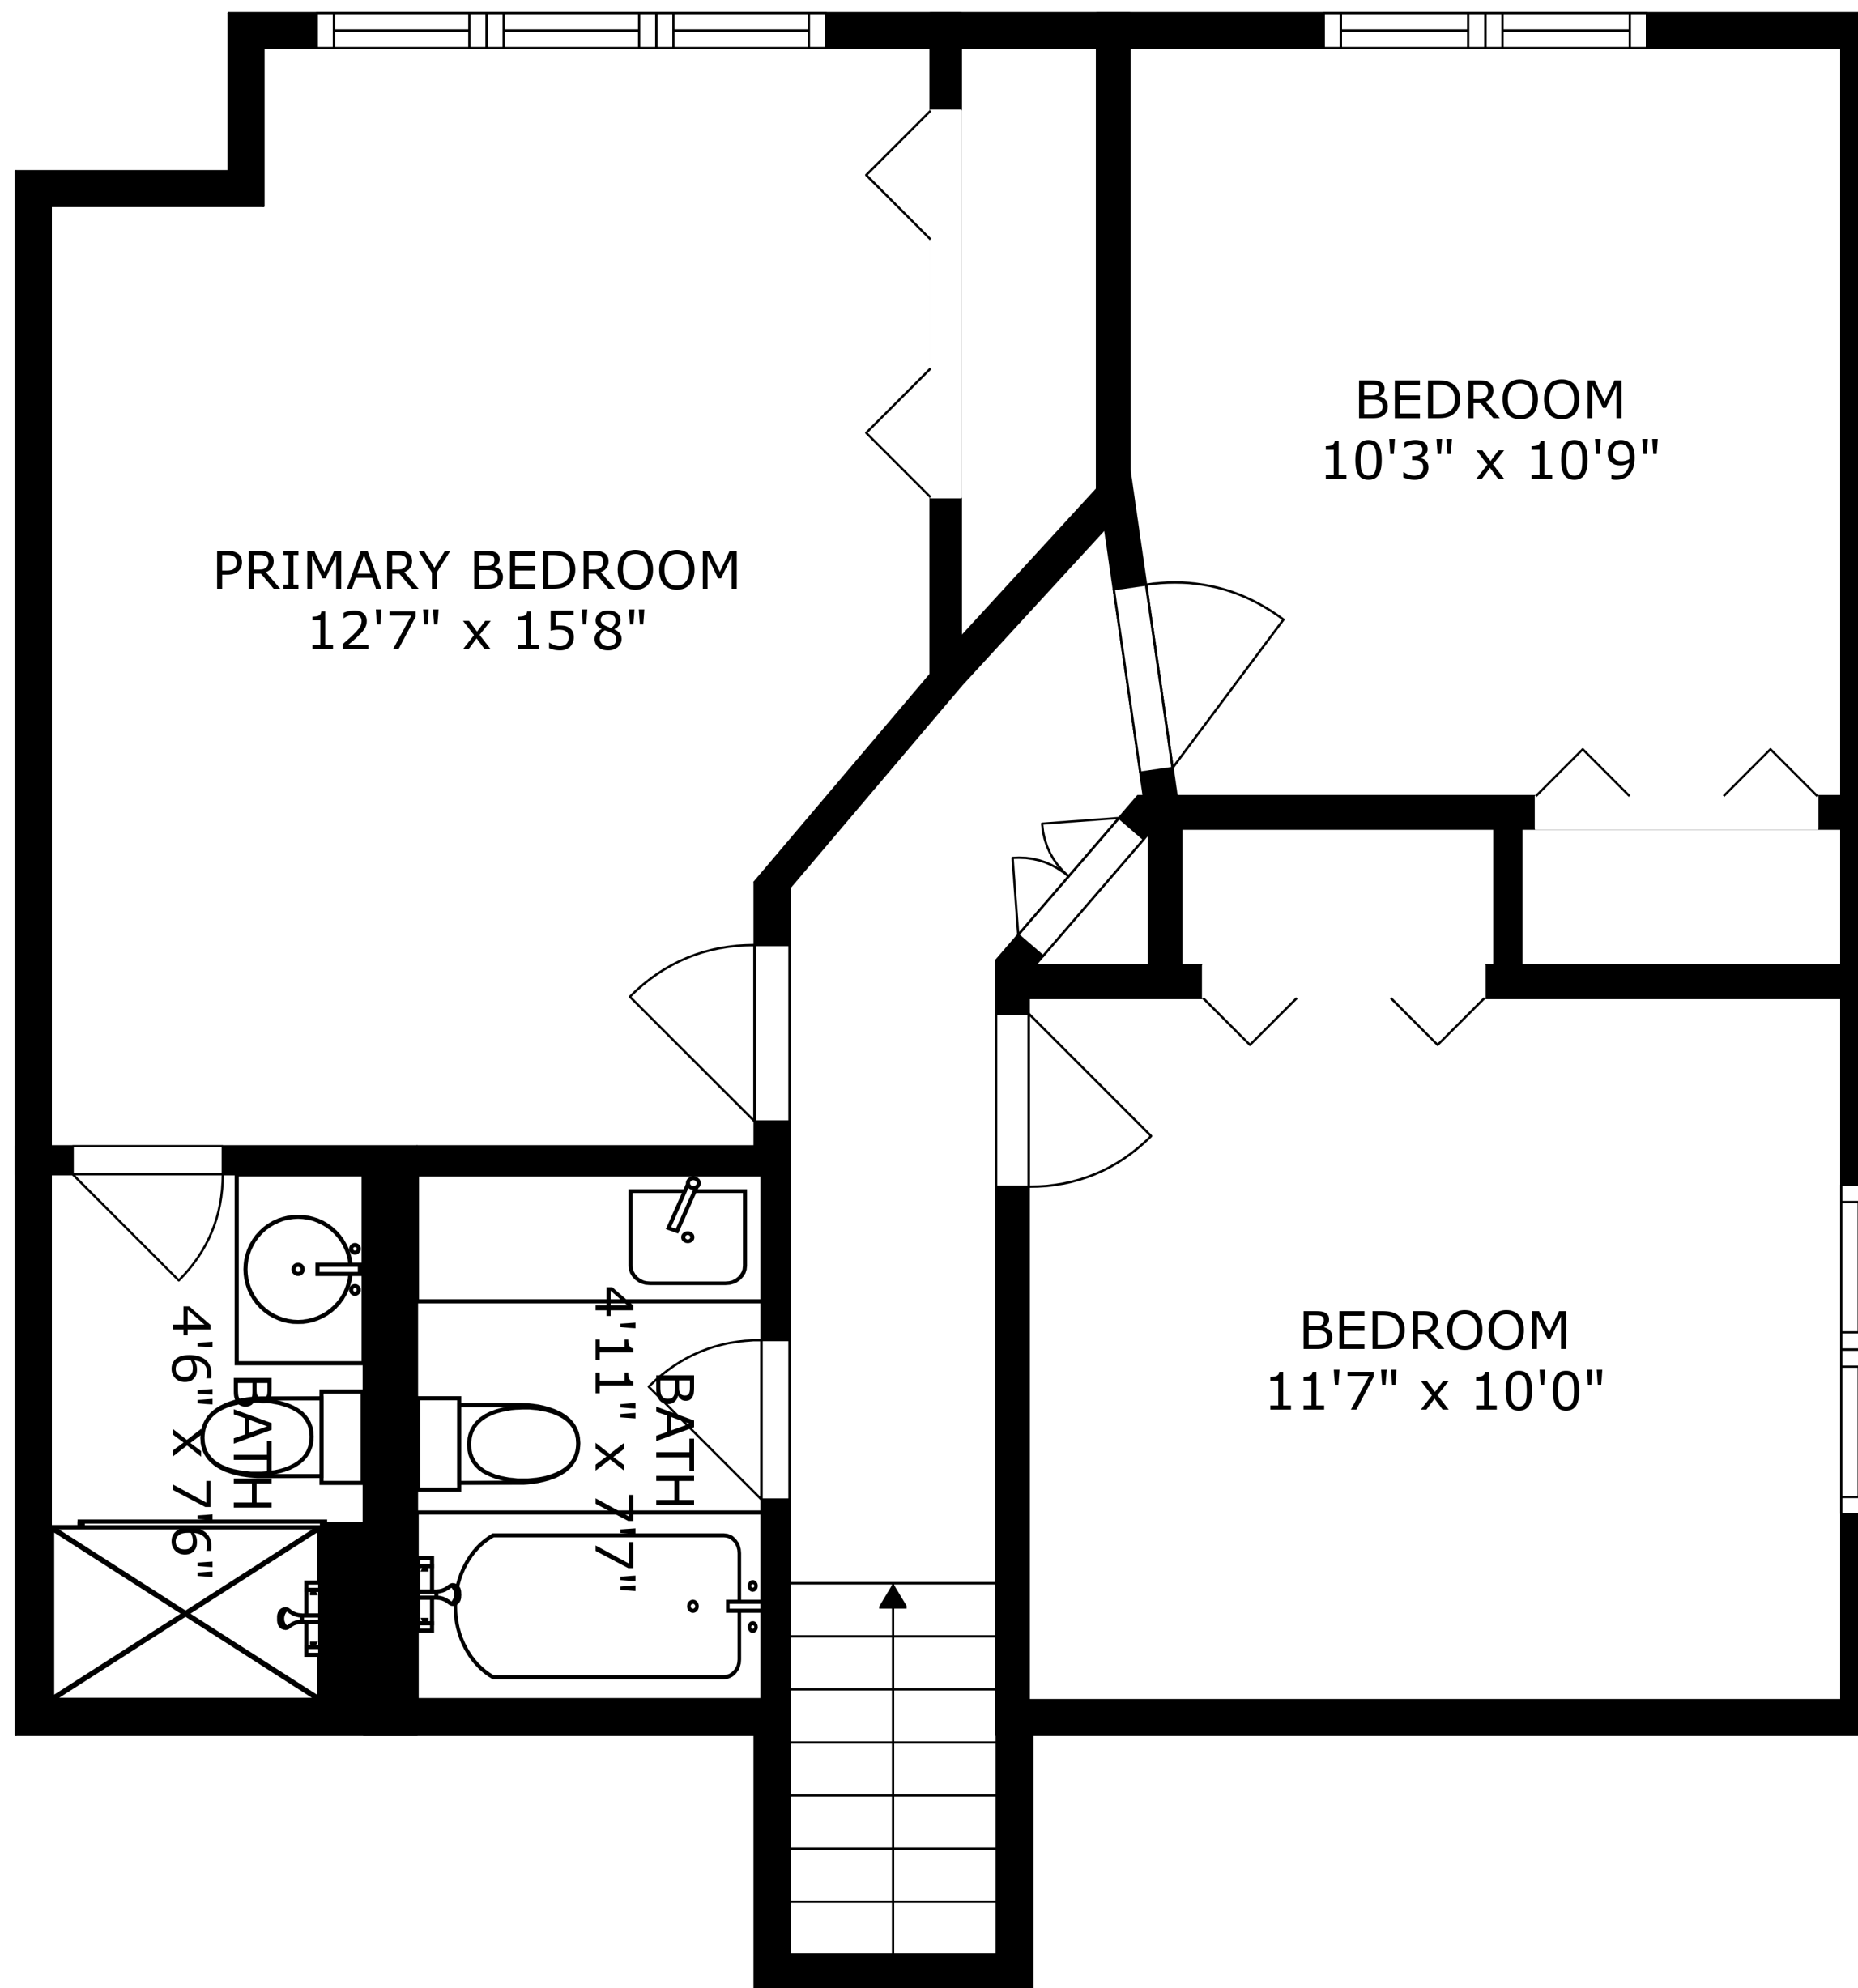 BEDROOM
10'3" x 10'9"
PRIMARY BEDROOM
12'7" x 15'8"
BEDROOM
11'7" x 10'0"
BATH
4'6" x 7'6"
BATH
4'11" x 7'7"